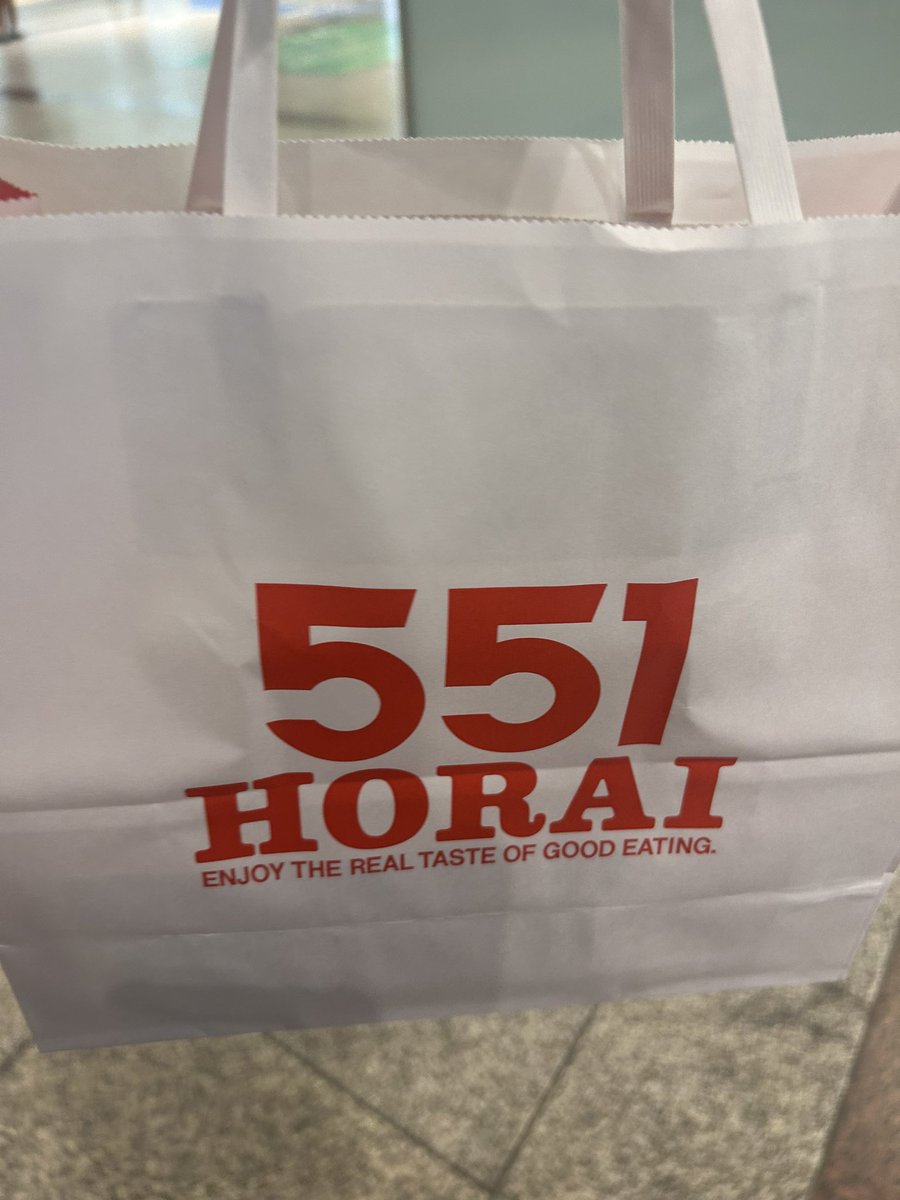 551
HORAI
ENJOY THE REAL TASTE OF GOOD EATING.